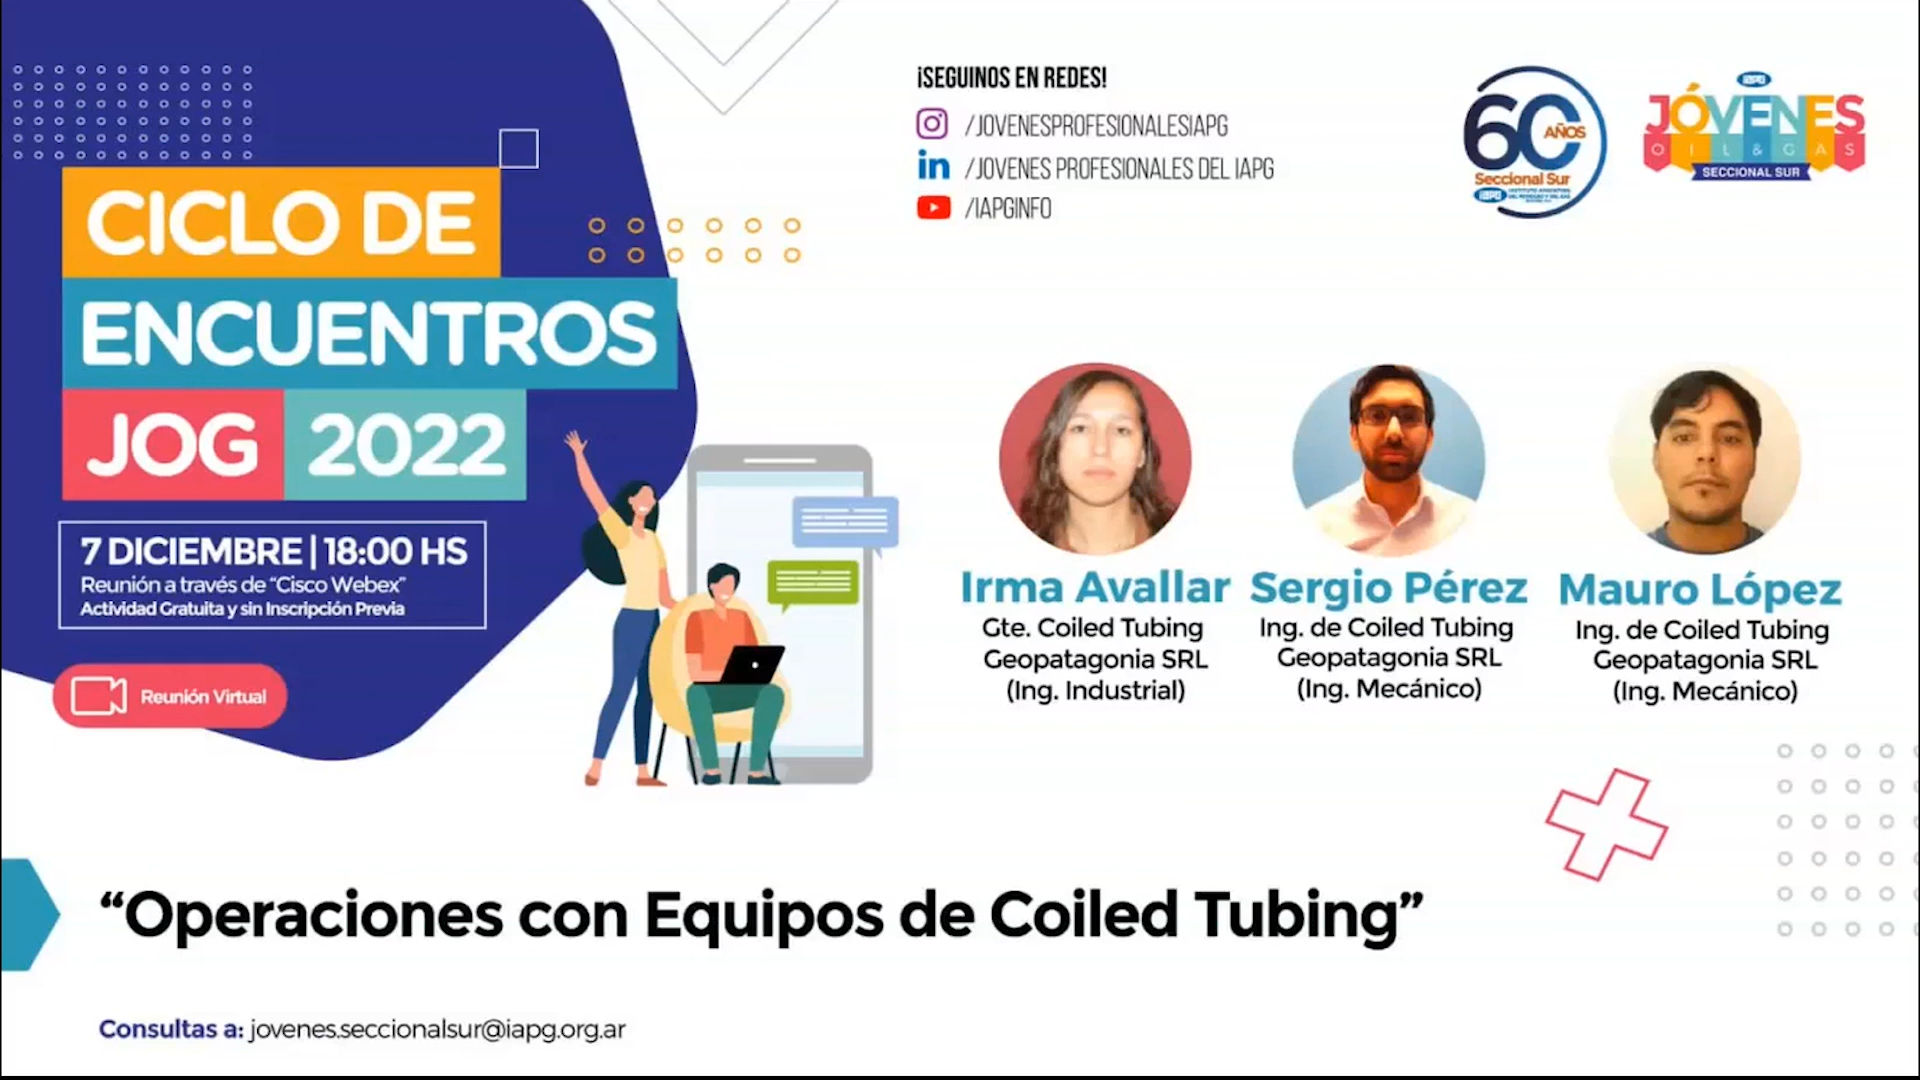 CICLO DE
ENCUENTROS
JOG 2022
7 DICIEMBRE | 18:00 HS
Reunión a través de “Cisco Webex”
Actividad Gratuita y sin Inscripción Previa
Reunión Virtual
¡SEGUINOS EN REDES!
/JOVENESPROFESIONALESIAPG
/JOVENES PROFESIONALES DEL IAPG
/IAPGINFO
60 AÑOS
Seccional Sur
IAPG
IAPG
JÓVENES
OIL & GAS
SECCIONAL SUR
Irma Avallar
Gte. Coiled Tubing
Geopatagonia SRL
(Ing. Industrial)
Sergio Pérez
Ing. de Coiled Tubing
Geopatagonia SRL
(Ing. Mecánico)
Mauro López
Ing. de Coiled Tubing
Geopatagonia SRL
(Ing. Mecánico)
“Operaciones con Equipos de Coiled Tubing”
Consultas a: jovenes.seccionalsur@iapg.org.ar